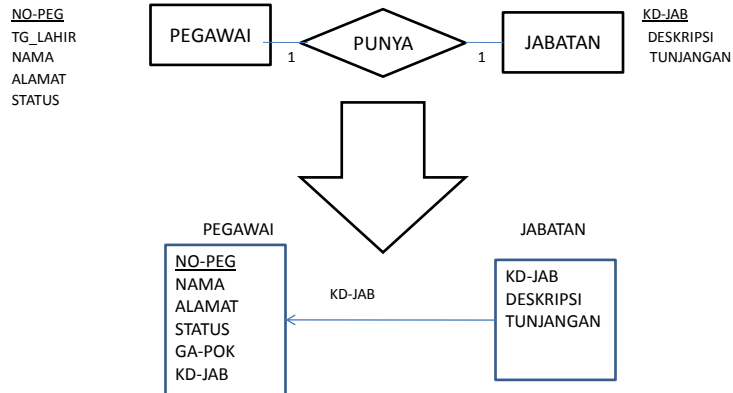 NO-PEG
TG_LAHIR
NAMA
ALAMAT
STATUS
PEGAWAI
1
PUNYA
1
JABATAN
KD-JAB
DESKRIPSI
TUNJANGAN
PEGAWAI
NO-PEG
NAMA
ALAMAT
STATUS
GA-POK
KD-JAB
KD-JAB
JABATAN
KD-JAB
DESKRIPSI
TUNJANGAN